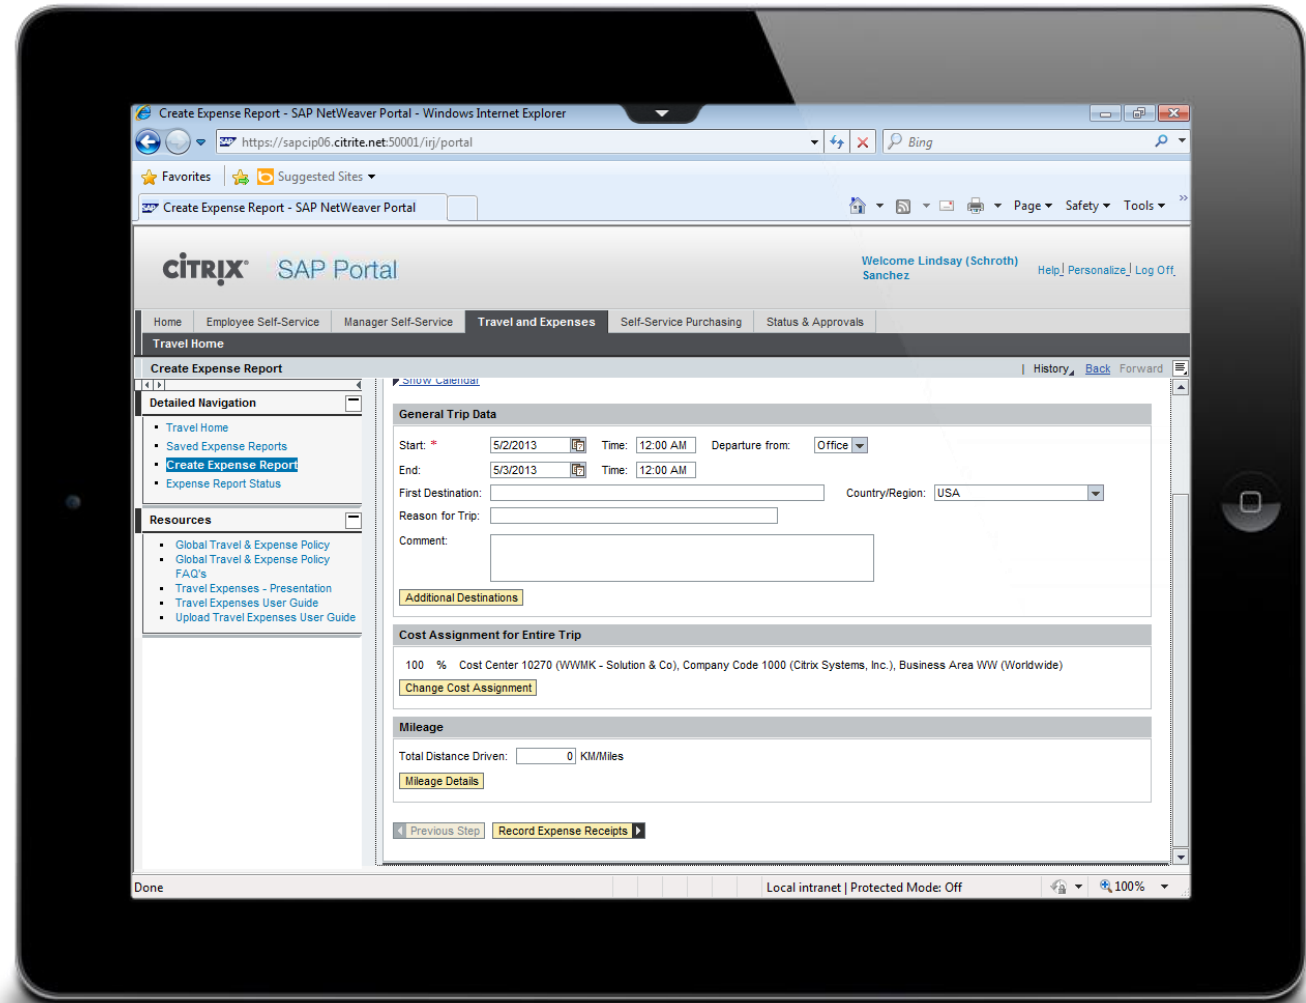 Create Expense Report - SAP NetWeaver Portal - Windows Internet Explorer
https://sapcip06.citrite.net:50001/irj/portal
Bing
Favorites
Suggested Sites
Create Expense Report - SAP NetWeaver Portal
Page
Safety
Tools
CİTRIX®
SAP Portal
Welcome Lindsay (Schroth)
Sanchez
Help | Personalize | Log Off
Home
Employee Self-Service
Manager Self-Service
Travel and Expenses
Self-Service Purchasing
Status & Approvals
Travel Home
Create Expense Report
| History
Back
Forward
Detailed Navigation
Travel Home
Saved Expense Reports
Create Expense Report
Expense Report Status
Resources
Global Travel & Expense Policy
Global Travel & Expense Policy
FAQ's
Travel Expenses - Presentation
Travel Expenses User Guide
Upload Travel Expenses User Guide
Show Calendar
General Trip Data
Start: * 5/2/2013 Time: 12:00 AM Departure from: Office
End: 5/3/2013 Time: 12:00 AM
First Destination: Country/Region: USA
Reason for Trip:
Comment:
Additional Destinations
Cost Assignment for Entire Trip
100 % Cost Center 10270 (WWMK - Solution & Co), Company Code 1000 (Citrix Systems, Inc.), Business Area WW (Worldwide)
Change Cost Assignment
Mileage
Total Distance Driven: 0 KM/Miles
Mileage Details
Previous Step
Record Expense Receipts
Done
Local intranet | Protected Mode: Off
100%